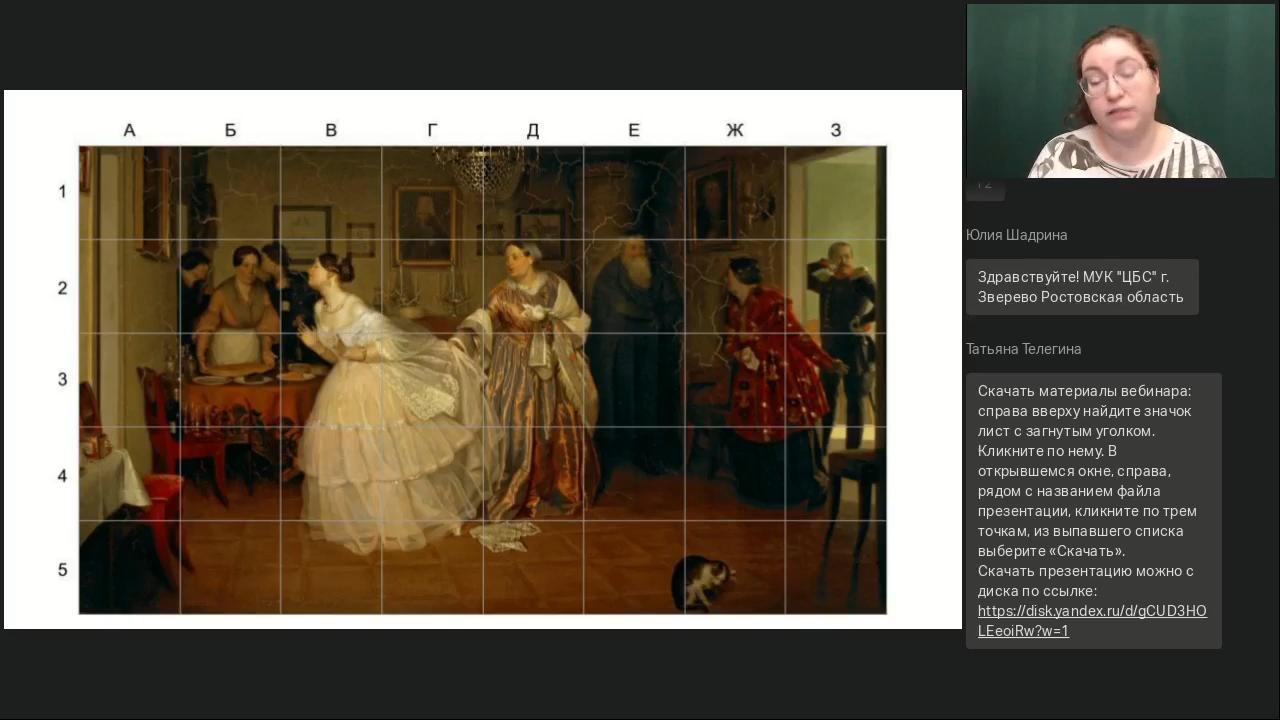 А Б В Г Д Е Ж З
1
2
3
4
5
Юлия Шадрина
Здравствуйте! МУК "ЦБС" г.
Зверево Ростовская область
Татьяна Телегина
Скачать материалы вебинара:
справа вверху найдите значок
лист с загнутым уголком.
Кликните по нему. В
открывшемся окне, справа,
рядом с названием файла
презентации, кликните по трем
точкам, из выпавшего списка
выберите «Скачать».
Скачать презентацию можно с
диска по ссылке:
https://disk.yandex.ru/d/gCUD3HO
LEeoiRw?w=1